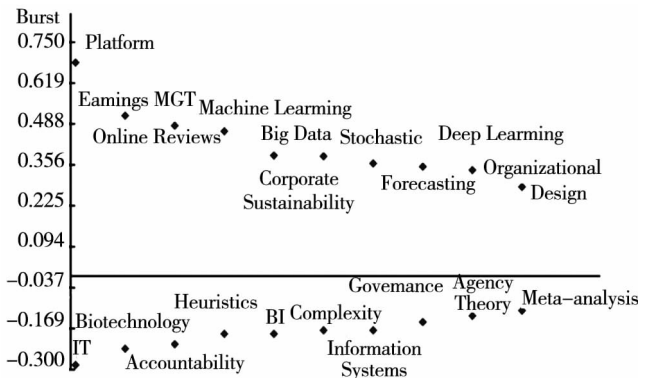 Burst
0.750
Platform
0.619
Eamings MGT
Machine Learning
0.488
Online Reviews
Big Data
Stochastic
Deep Learning
0.356
Corporate
Sustainability
Forecasting
Organizational
Design
0.225
0.094
-0.037
Govemance
Agency
Theory
Meta-analysis
Heuristics
BI
Complexity
-0.169
Biotechnology
IT
Accountability
Information
Systems
-0.300